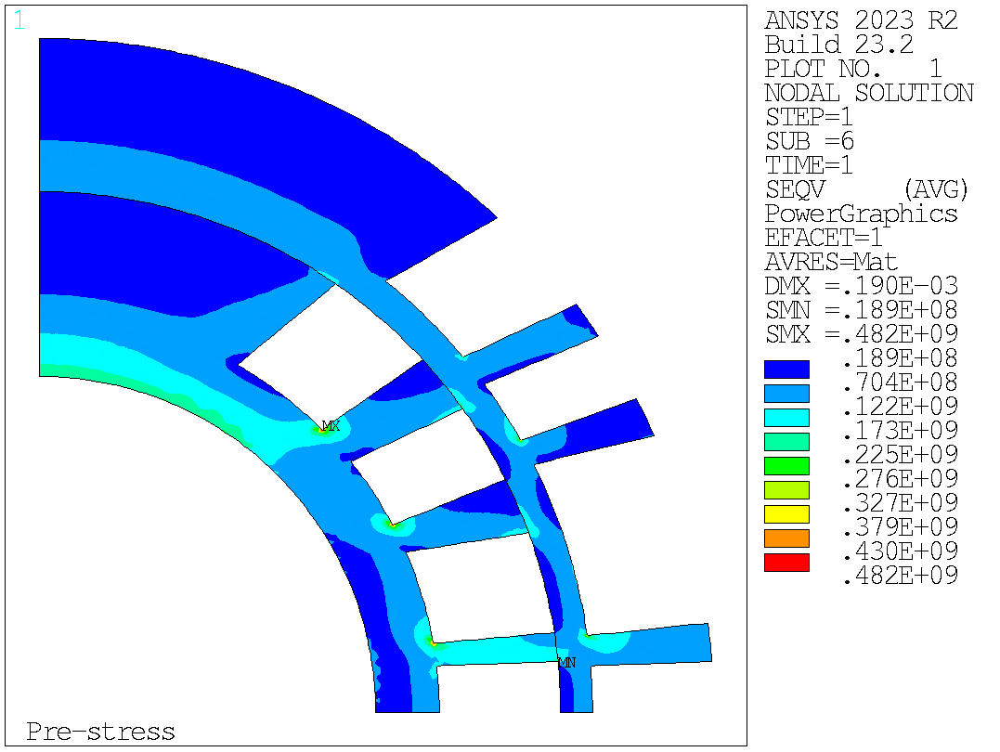 1
ANSYS 2023 R2
Build 23.2
PLOT NO. 1
NODAL SOLUTION
STEP=1
SUB =6
TIME=1
SEQV (AVG)
PowerGraphics
EFACET=1
AVRES=Mat
DMX =.190E-03
SMN =.189E+08
SMX =.482E+09
.189E+08
.704E+08
.122E+09
.173E+09
.225E+09
.276E+09
.327E+09
.379E+09
.430E+09
.482E+09
MX
MN
Pre-stress